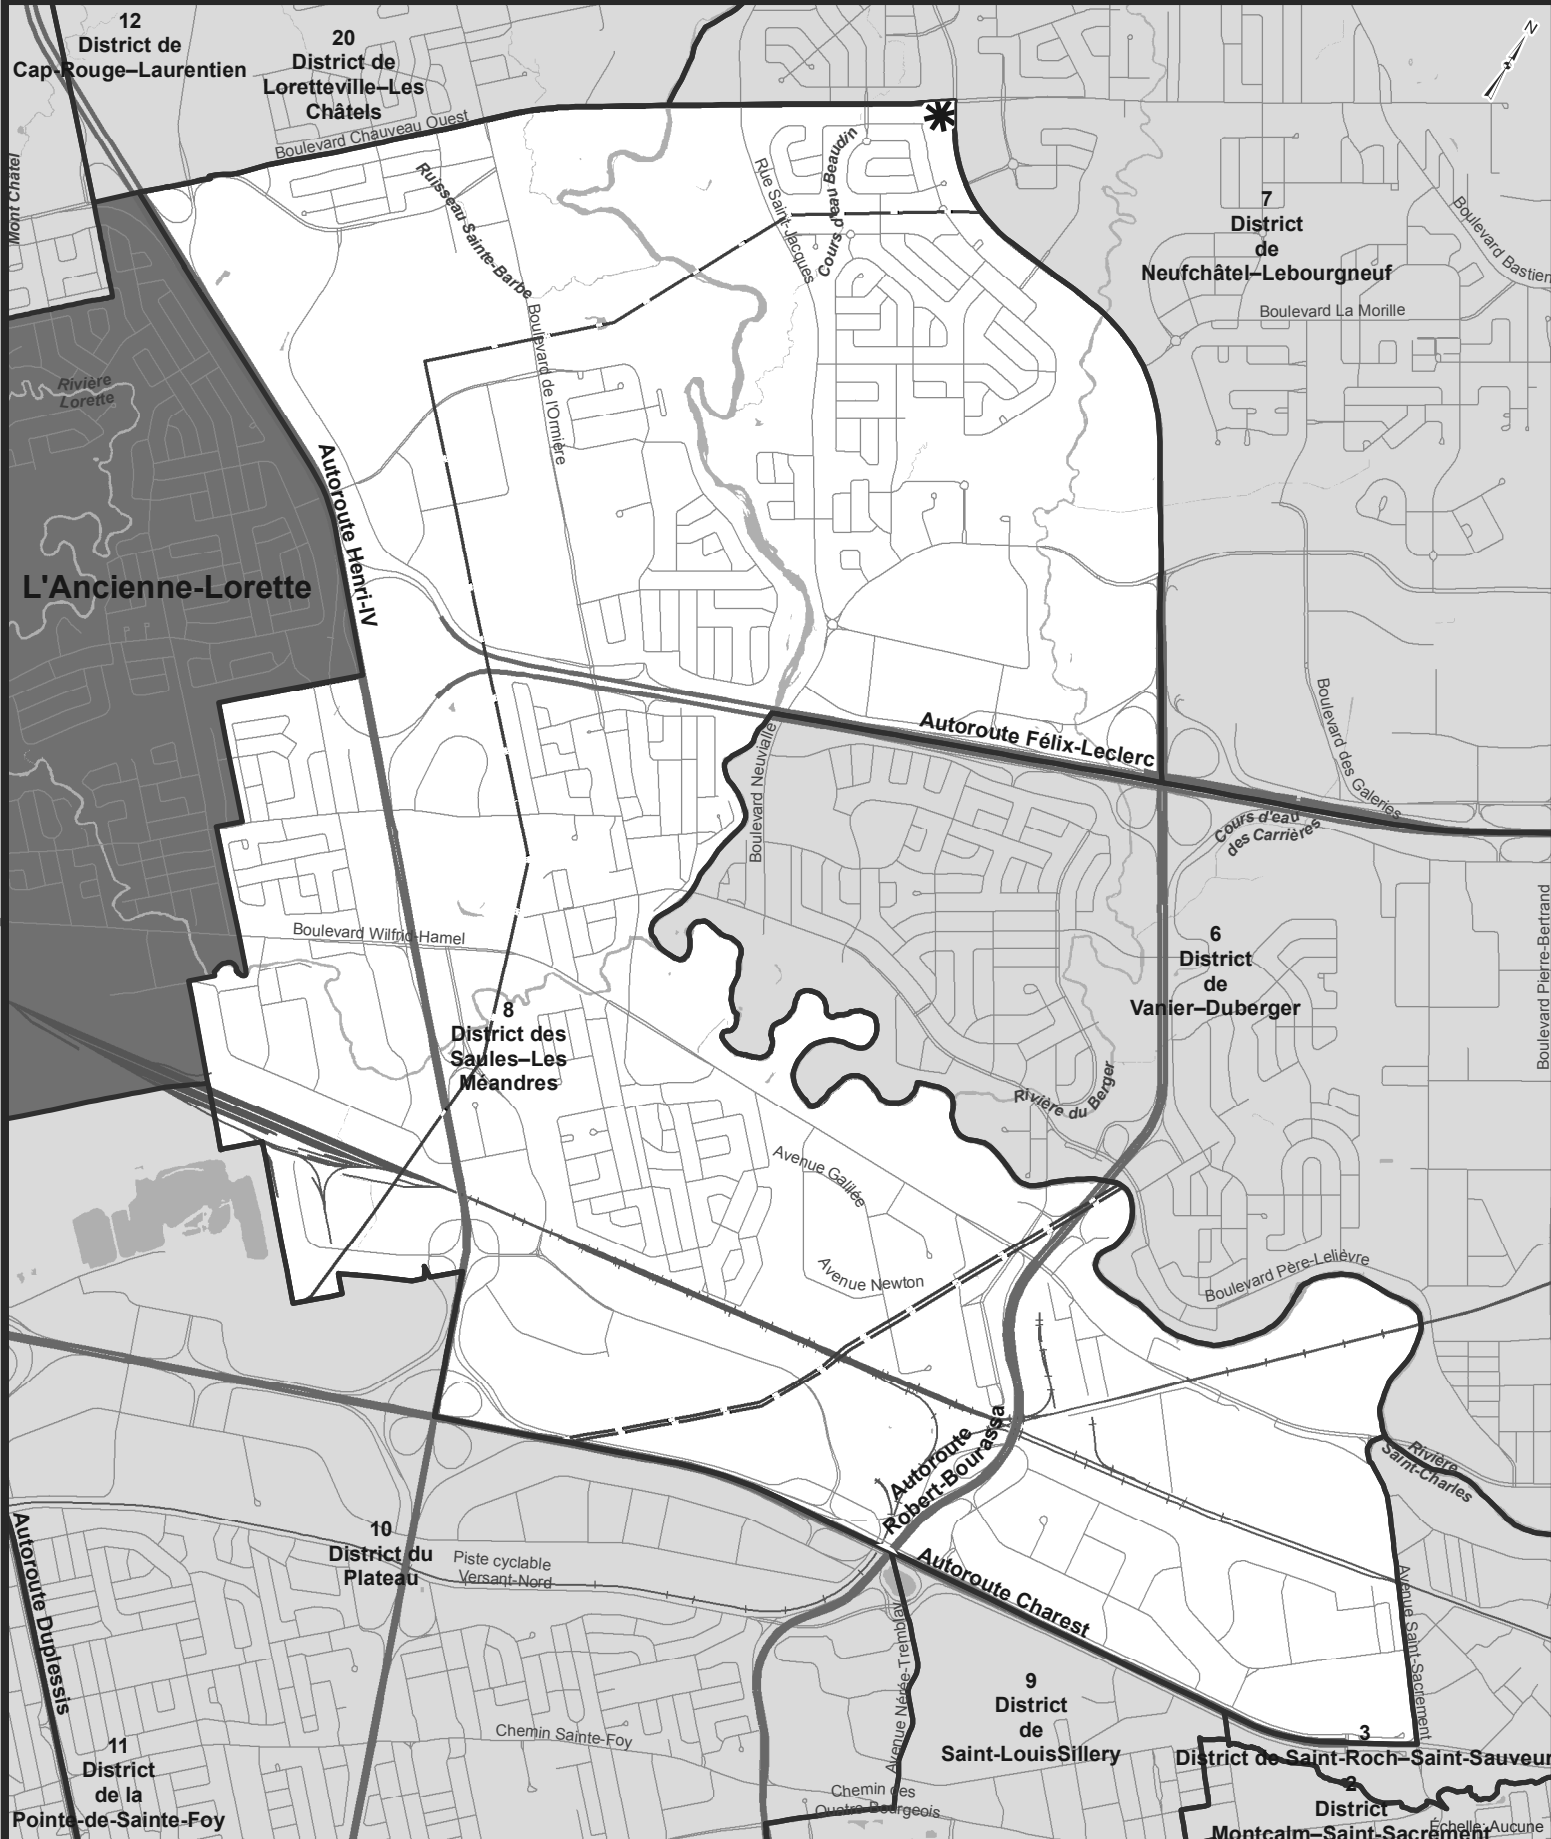 12
District de
Cap-Rouge–Laurentien
20
District de
Loretteville–Les
Châtels
N
Boulevard Chauveau Ouest
Mont Châtel
Ruisseau Sainte-Barbe
Rue Saint-Jacques
Cours d'eau Beaudin
7
District
de
Neufchâtel–Lebourgneuf
Boulevard Bastien
Boulevard La Morille
Boulevard de l'Ormière
Rivière
Lorette
Autoroute Henri-IV
L'Ancienne-Lorette
Autoroute Félix-Leclerc
Boulevard Neuvialle
Boulevard des Galeries
Cours d'eau
des Carrières
Boulevard Pierre-Bertrand
Boulevard Wilfrid-Hamel
6
District
de
Vanier–Duberger
8
District des
Saules–Les
Méandres
Rivière du Berger
Avenue Galilée
Avenue Newton
Boulevard Père-Lelièvre
Autoroute
Robert-Bourassa
Rivière
Saint-Charles
Autoroute Duplessis
10
District du
Plateau
Piste cyclable
Versant-Nord
Autoroute Charest
Avenue Saint-Sacrement
Avenue Nérée-Tremblay
9
District
de
Saint-LouisSillery
Chemin Sainte-Foy
11
District
de la
Pointe-de-Sainte-Foy
Chemin des
Quatre-Bourgeois
3
District de Saint-Roch–Saint-Sauveur
2
District
Montcalm–Saint-Sacrement
Échelle: Aucune